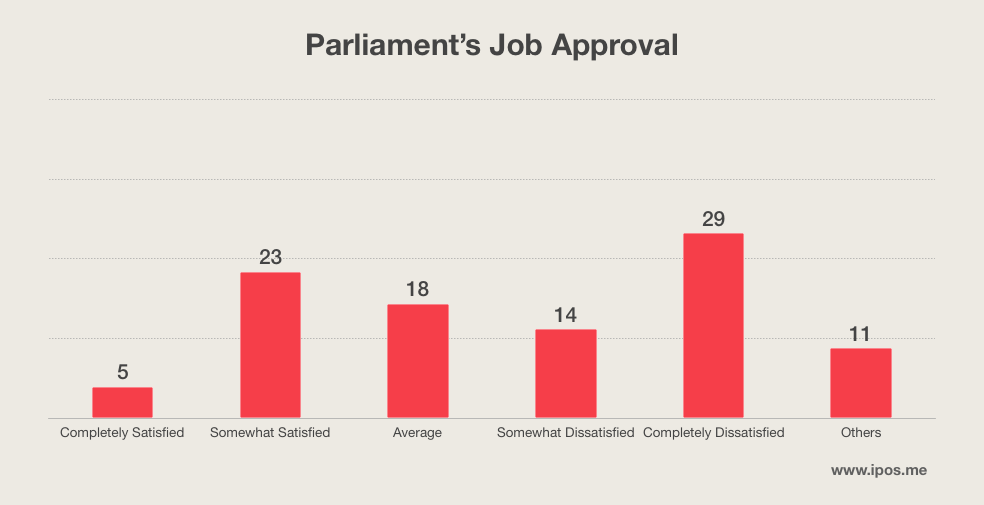 Parliament’s Job Approval
5
23
18
14
29
11
Completely Satisfied
Somewhat Satisfied
Average
Somewhat Dissatisfied
Completely Dissatisfied
Others
www.ipos.me